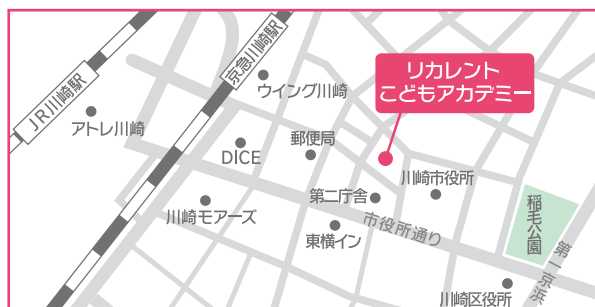 JR川崎駅
京急川崎駅
ウイング川崎
リカレント
こどもアカデミー
アトレ川崎
DICE
郵便局
川崎モアーズ
第二庁舎
川崎市役所
東横イン
市役所通り
稲毛公園
第一京浜
川崎区役所